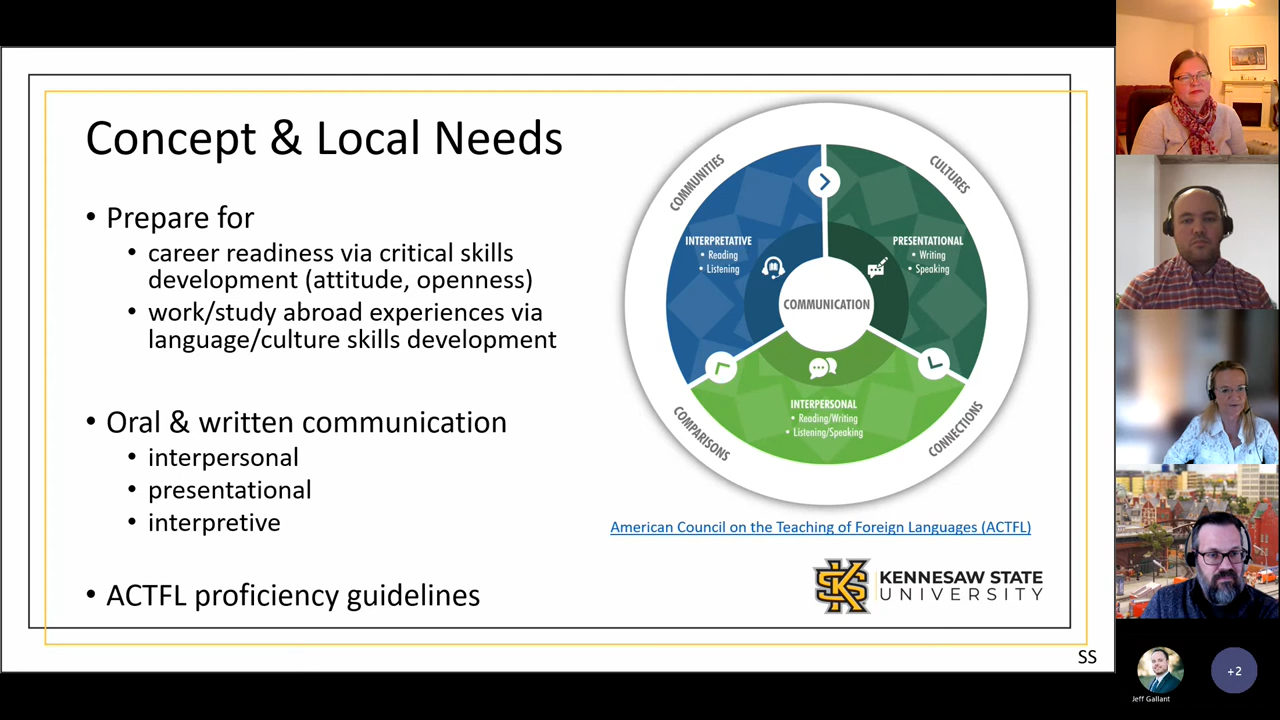 Concept & Local Needs
• Prepare for
• career readiness via critical skills
development (attitude, openness)
• work/study abroad experiences via
language/culture skills development
• Oral & written communication
• interpersonal
• presentational
• interpretive
• ACTFL proficiency guidelines
COMMUNITIES
CULTURES
INTERPRETATIVE
• Reading
• Listening
PRESENTATIONAL
• Writing
• Speaking
COMMUNICATION
INTERPERSONAL
• Reading/Writing
• Listening/Speaking
COMPARISONS
CONNECTIONS
American Council on the Teaching of Foreign Languages (ACTFL)
KS
KENNESAW STATE
UNIVERSITY
SS
Jeff Gallant
+2